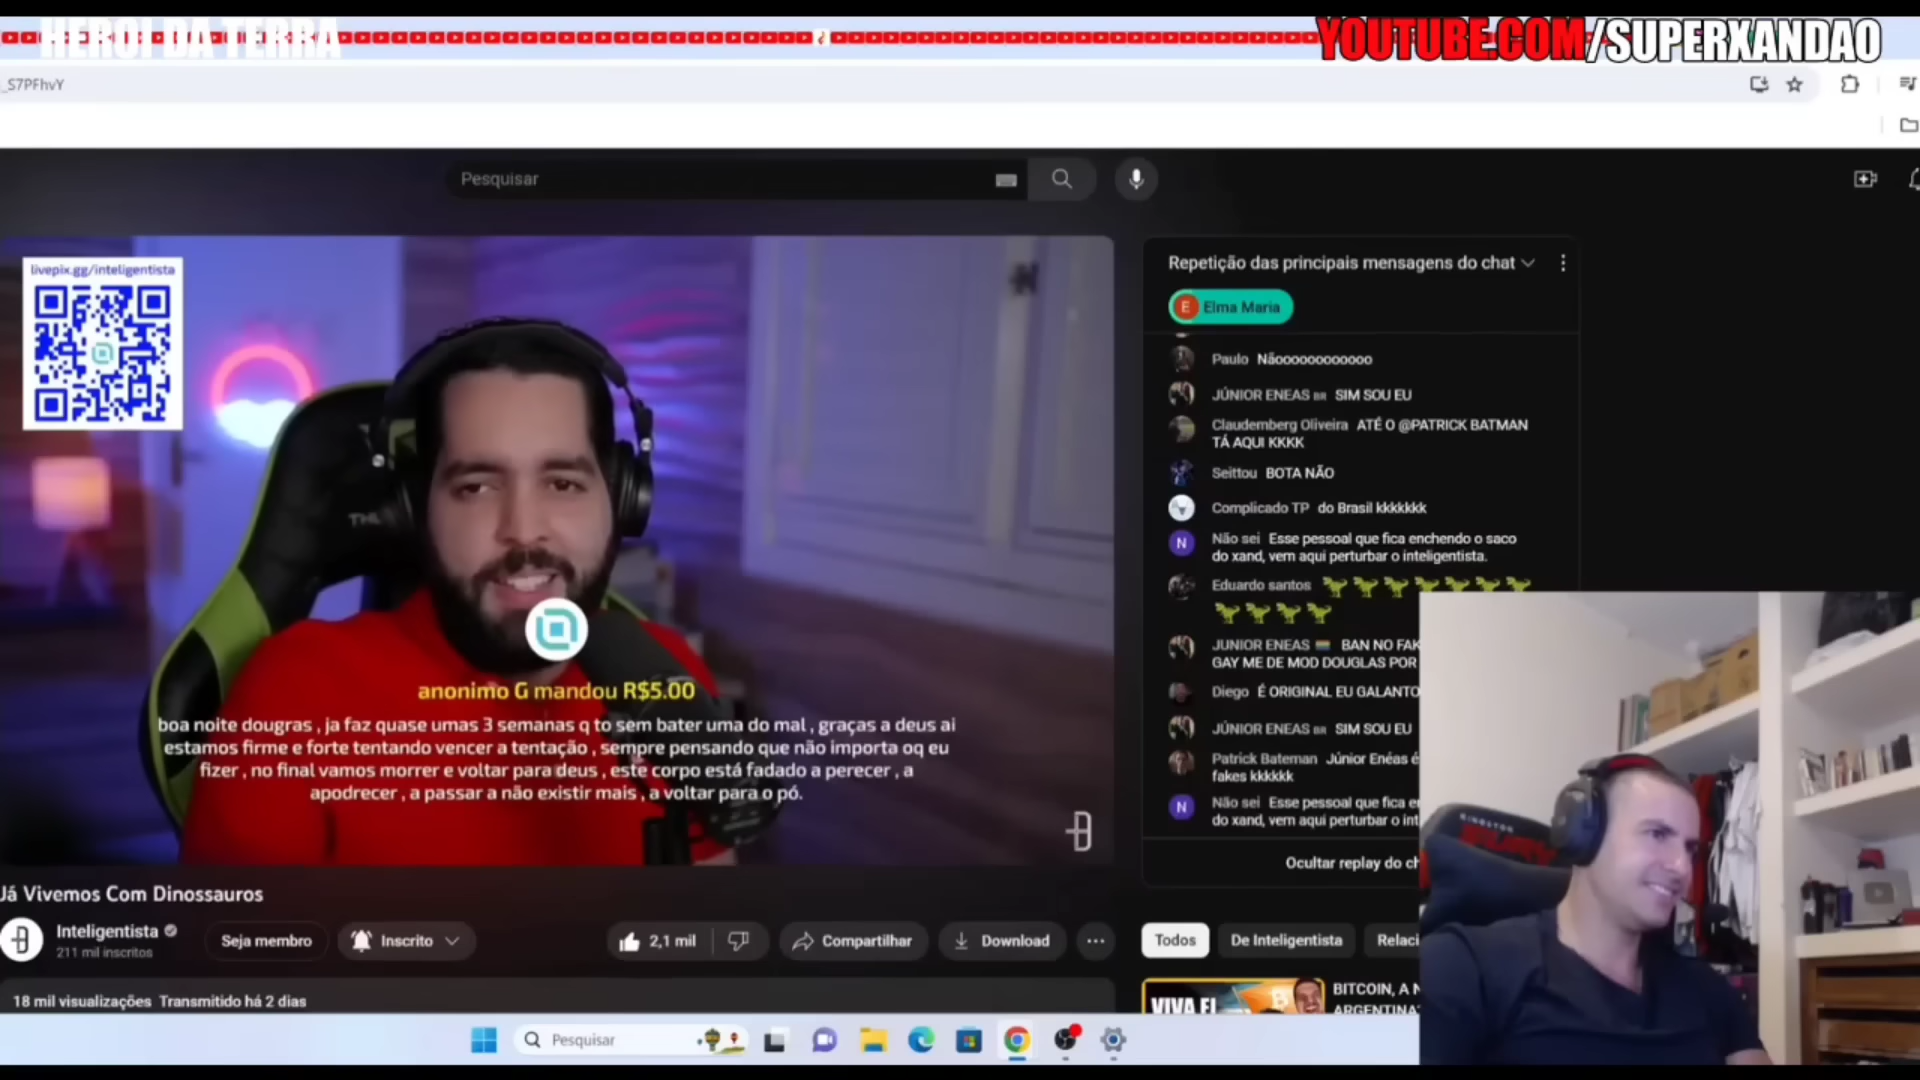 HEROI DA TERRA
YOUTUBE.COM/SUPERXANDAO
_S7PFhvY
Pesquisar
livepix.gg/inteligentista
anonimo G mandou R$5.00
boa noite dougras , ja faz quase umas 3 semanas q to sem bater uma do mal , graças a deus ai
estamos firme e forte tentando vencer a tentação , sempre pensando que não importa oq eu
fizer , no final vamos morrer e voltar para deus , este corpo está fadado a perecer , a
apodrecer , a passar a não existir mais , a voltar para o pó.
Repetição das principais mensagens do chat
E Elma Maria
Paulo Nãoooooooooooo
JÚNIOR ENEAS BR SIM SOU EU
Claudemberg Oliveira ATÉ O @PATRICK BATMAN
TÁ AQUI KKKK
Seittou BOTA NÃO
Complicado TP do Brasil kkkkkkk
N Não sei Esse pessoal que fica enchendo o saco
do xand, vem aqui perturbar o inteligentista.
Eduardo santos
JUNIOR ENEAS BAN NO FAK
GAY ME DE MOD DOUGLAS POR
Diego É ORIGINAL EU GALANTO
JÚNIOR ENEAS BR SIM SOU EU
Patrick Bateman Júnior Enéas é
fakes kkkkkk
N Não sei Esse pessoal que fica e
do xand, vem aqui perturbar o int
Ocultar replay do ch
KINGSTON
FURY
Já Vivemos Com Dinossauros
Inteligentista
211 mil inscritos
Seja membro
Inscrito
2,1 mil
Compartilhar
Download
Todos
De Inteligentista
Relaci
18 mil visualizações Transmitido há 2 dias
VIVA EL
BITCOIN, A N
ARGENTINA
Pesquisar